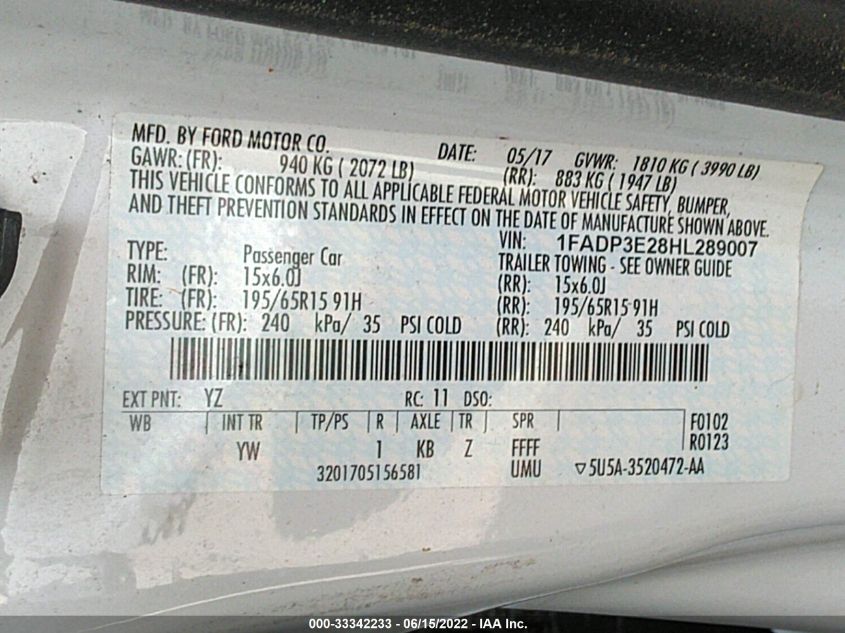 MFD. BY FORD MOTOR CO. DATE: 05/17 GVWR: 1810 KG ( 3990 LB)
GAWR: (FR): 940 KG ( 2072 LB) (RR): 883 KG ( 1947 LB)
THIS VEHICLE CONFORMS TO ALL APPLICABLE FEDERAL MOTOR VEHICLE SAFETY, BUMPER,
AND THEFT PREVENTION STANDARDS IN EFFECT ON THE DATE OF MANUFACTURE SHOWN ABOVE.
VIN: 1FADP3E28HL289007
TYPE: Passenger Car TRAILER TOWING - SEE OWNER GUIDE
RIM: (FR): 15x6.0J (RR): 15x6.0J
TIRE: (FR): 195/65R15 91H (RR): 195/65R15 91H
PRESSURE: (FR): 240 kPa/ 35 PSI COLD (RR): 240 kPa/ 35 PSI COLD
EXT PNT: YZ RC: 11 DSO:
WB INT TR TP/PS R AXLE TR SPR F0102
YW 1 KB Z FFFF R0123
3201705156581 UMU ▽5U5A-3520472-AA
000-33342233 - 06/15/2022 - IAA Inc.